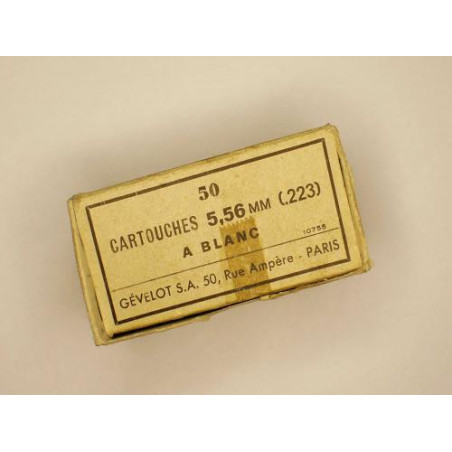 50
CARTOUCHES 5,56 MM (.223)
A BLANC
10755
GÉVELOT S.A. 50, Rue Ampère - PARIS